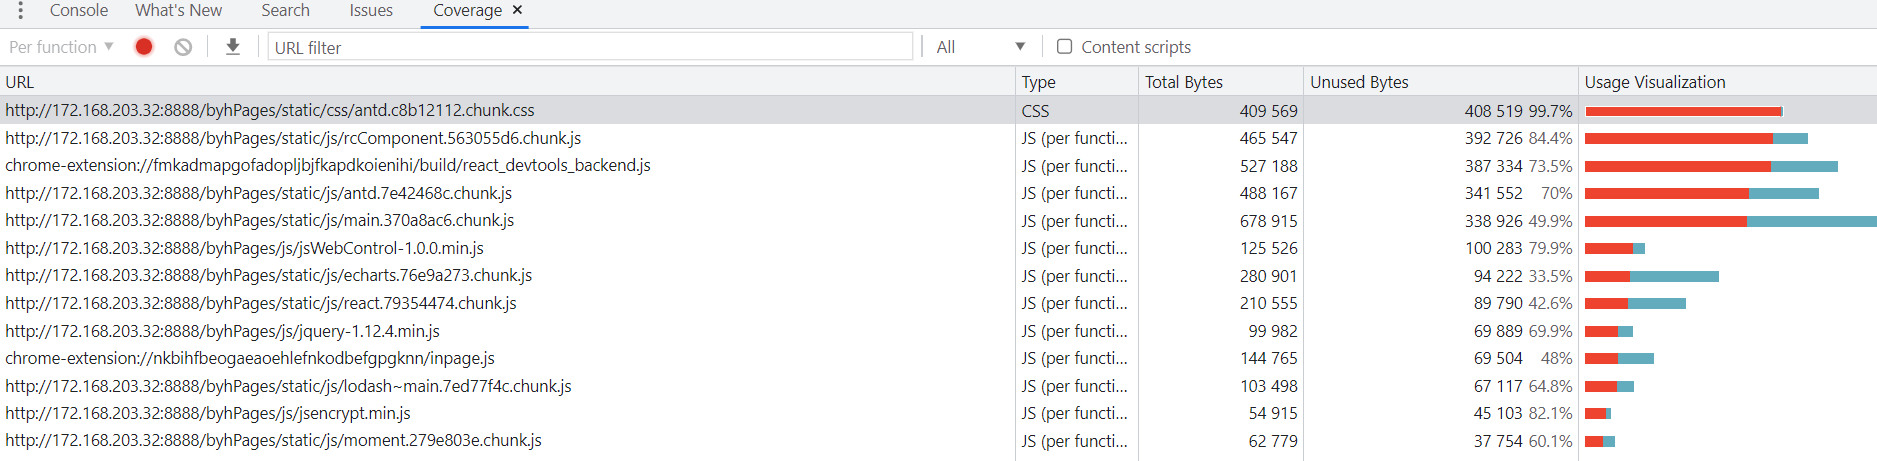 Console What's New Search Issues Coverage ×
Per function ▼ URL filter All ▼ Content scripts
URL Type Total Bytes Unused Bytes Usage Visualization
http://172.168.203.32:8888/byhPages/static/css/antd.c8b12112.chunk.css CSS 409 569 408 519 99.7%
http://172.168.203.32:8888/byhPages/static/js/rcComponent.563055d6.chunk.js JS (per functi... 465 547 392 726 84.4%
chrome-extension://fmkadmapgofadopljbjfkapdkoienihi/build/react_devtools_backend.js JS (per functi... 527 188 387 334 73.5%
http://172.168.203.32:8888/byhPages/static/js/antd.7e42468c.chunk.js JS (per functi... 488 167 341 552 70%
http://172.168.203.32:8888/byhPages/static/js/main.370a8ac6.chunk.js JS (per functi... 678 915 338 926 49.9%
http://172.168.203.32:8888/byhPages/js/jsWebControl-1.0.0.min.js JS (per functi... 125 526 100 283 79.9%
http://172.168.203.32:8888/byhPages/static/js/echarts.76e9a273.chunk.js JS (per functi... 280 901 94 222 33.5%
http://172.168.203.32:8888/byhPages/static/js/react.79354474.chunk.js JS (per functi... 210 555 89 790 42.6%
http://172.168.203.32:8888/byhPages/js/jquery-1.12.4.min.js JS (per functi... 99 982 69 889 69.9%
chrome-extension://nkbihfbeogaeaoehlefnkodbefgpgknn/inpage.js JS (per functi... 144 765 69 504 48%
http://172.168.203.32:8888/byhPages/static/js/lodash~main.7ed77f4c.chunk.js JS (per functi... 103 498 67 117 64.8%
http://172.168.203.32:8888/byhPages/js/jsencrypt.min.js JS (per functi... 54 915 45 103 82.1%
http://172.168.203.32:8888/byhPages/static/js/moment.279e803e.chunk.js JS (per functi... 62 779 37 754 60.1%